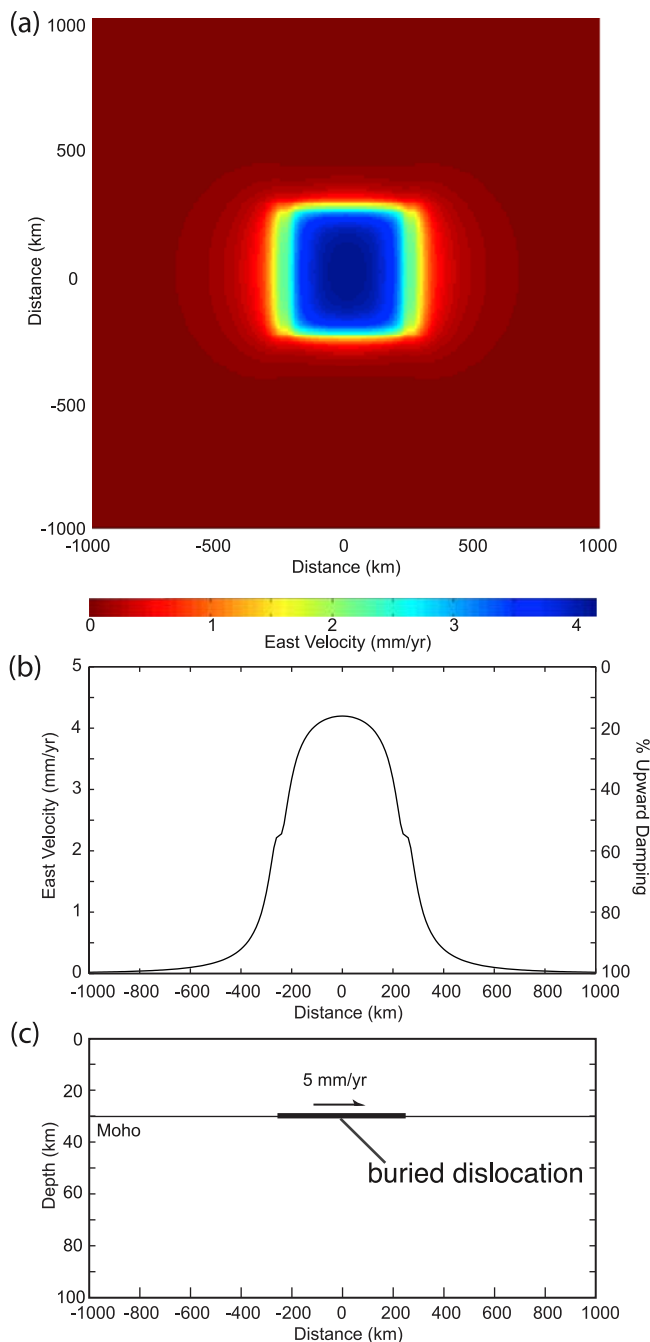 (a)
1000
500
0
-500
-1000
Distance (km)
-1000 -500 0 500 1000
Distance (km)
0 1 2 3 4
East Velocity (mm/yr)
(b)
5
4
3
2
1
0
East Velocity (mm/yr)
0
20
40
60
80
100
% Upward Damping
-1000 -800 -600 -400 -200 0 200 400 600 800 1000
Distance (km)
(c)
0
20
40
60
80
100
Depth (km)
5 mm/yr
Moho
buried dislocation
-1000 -800 -600 -400 -200 0 200 400 600 800 1000
Distance (km)